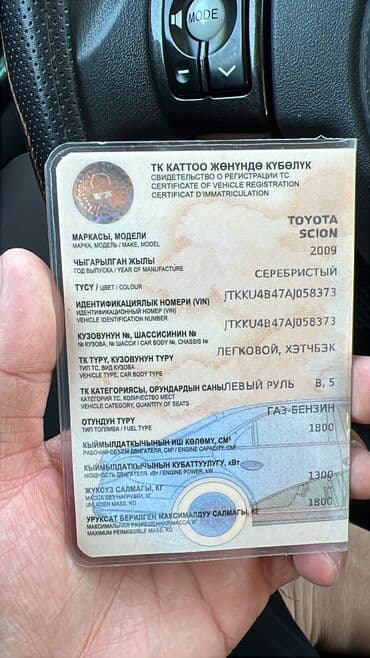 MODE
ТК КАТТОО ЖӨНҮНДӨ КҮБӨЛҮК
СВИДЕТЕЛЬСТВО О РЕГИСТРАЦИИ ТС
CERTIFICATE OF VEHICLE REGISTRATION
CERTIFICAT D'IMMATRICULATION
TOYOTA
МАРКАСЫ, МОДЕЛИ
SCION
МАРКА, МОДЕЛЬ / MAKE, MODEL
2009
ЧЫГАРЫЛГАН ЖЫЛЫ
ГОД ВЫПУСКА / YEAR OF MANUFACTURE
СЕРЕБРИСТЫЙ
ТҮСҮ / ЦВЕТ / COLOUR
JTKKU4B47AJ058373
ИДЕНТИФИКАЦИЯЛЫК НОМЕРИ (VIN)
ИДЕНТИФИКАЦИОННЫЙ НОМЕР (VIN)
VEHICLE IDENTIFICATION NUMBER
JTKKU4B47AJ058373
КУЗОВУНУН №, ШАССИСИНИН №
№ КУЗОВА, № ШАССИ / CAR BODY №, CHASSIS №
ЛЕГКОВОЙ, ХЭТЧБЭК
ТК ТҮРҮ, КУЗОВУНУН ТҮРҮ
ТИП ТС, ВИД КУЗОВА
VEHICLE TYPE, CAR BODY TYPE
ТК КАТЕГОРИЯСЫ, ОРУНДАРДЫН САНЫ ЛЕВЫЙ РУЛЬ B, 5
КАТЕГОРИЯ ТС, КОЛИЧЕСТВО МЕСТ
VEHICLE CATEGORY, QUANTITY OF SEATS
ГАЗ-БЕНЗИН
ОТУНДУН ТҮРҮ
ТИП ТОПЛИВА / FUEL TYPE
1800
КЫЙМЫЛДАТКЫЧЫНЫН ИШ КӨЛӨМҮ, СМ³
РАБОЧИЙ ОБЪЕМ ДВИГАТЕЛЯ, СМ³ / ENGINE CAPACITY, CM³
КЫЙМЫЛДАТКЫЧЫНЫН КУБАТТУУЛУГУ, кВт
МОЩНОСТЬ ДВИГАТЕЛЯ, кВт / ENGINE POWER, kW
1300
ЖҮКСҮЗ САЛМАГЫ, КГ
МАССА БЕЗ НАГРУЗКИ, КГ
UNLADEN MASS, KG
1800
УРУКСАТ БЕРИЛГЕН МАКСИМАЛДУУ САЛМАГЫ, КГ
МАКСИМАЛЬНАЯ РАЗРЕШЕННАЯ МАССА, КГ
MAXIMUM PERMISSIBLE MASS, KG